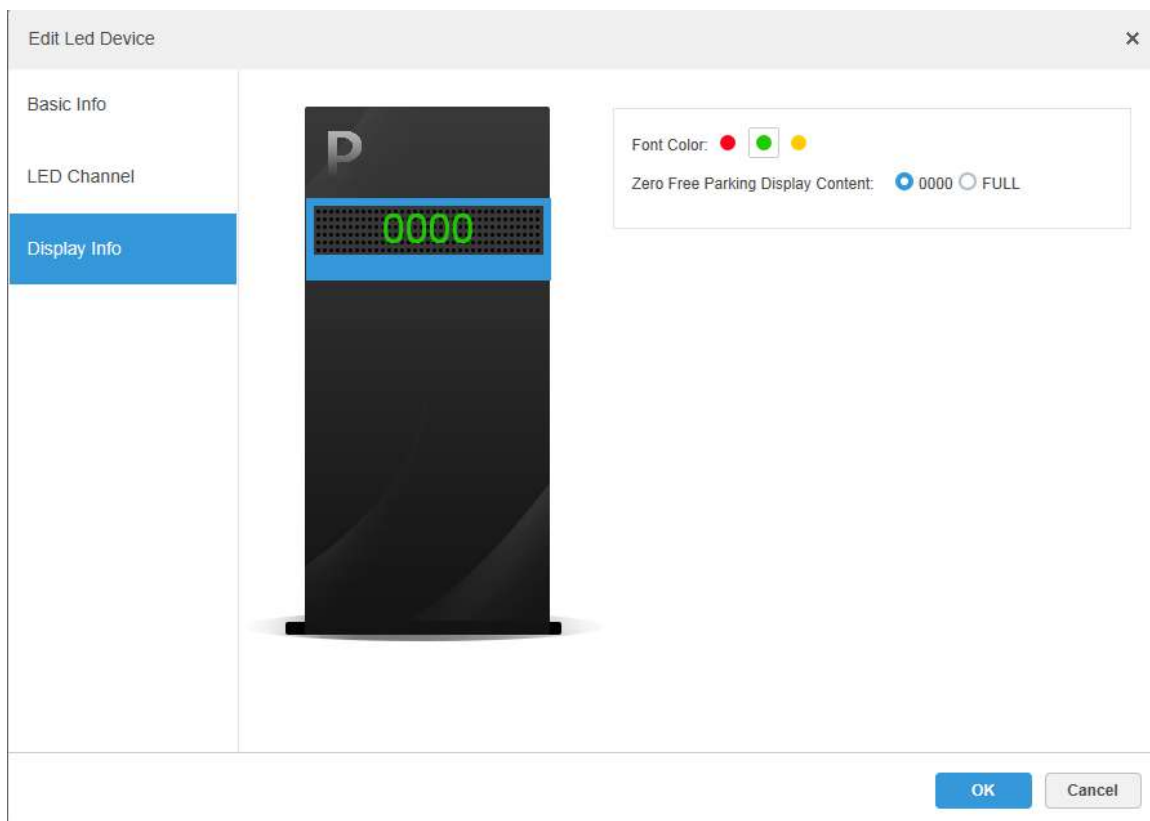 Edit Led Device
Basic Info
LED Channel
Display Info
P
0000
Font Color:
Zero Free Parking Display Content: 0000 FULL
OK Cancel